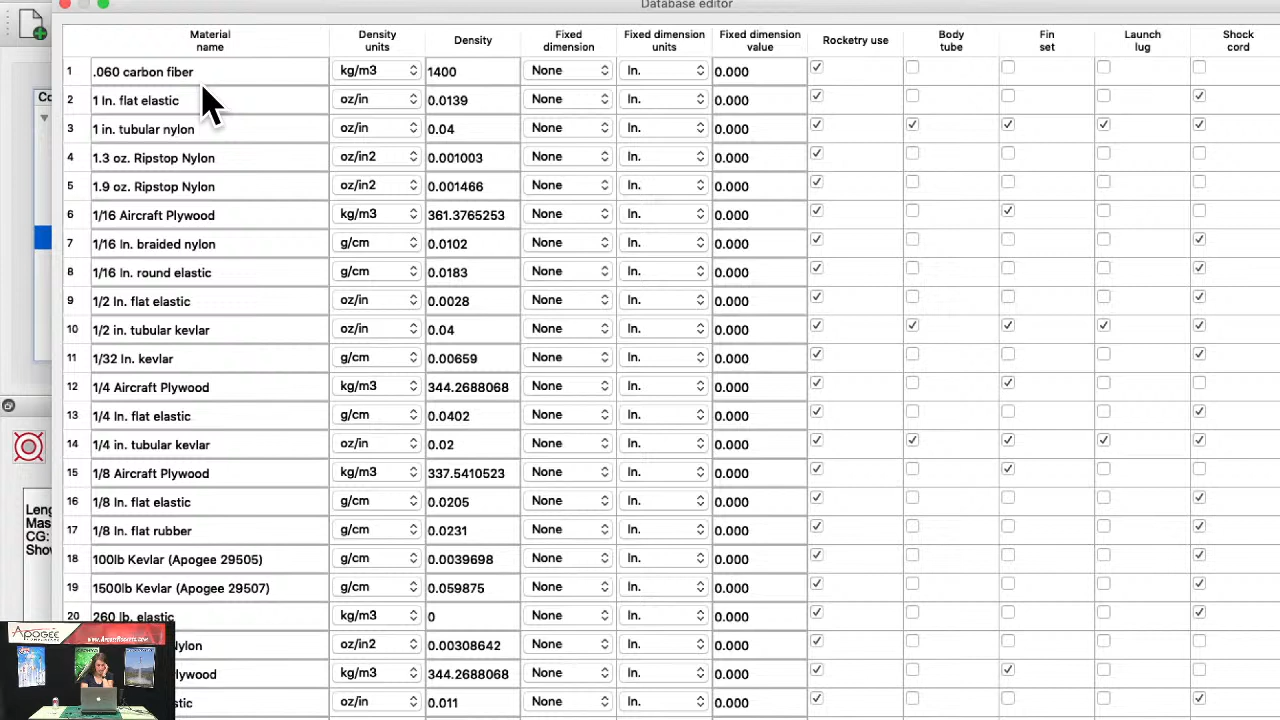 Database editor
Material name Density units Density Fixed dimension Fixed dimension units Fixed dimension value Rocketry use Body tube Fin set Launch lug Shock cord
1 .060 carbon fiber kg/m3 1400 None In. 0.000
2 1 In. flat elastic oz/in 0.0139 None In. 0.000
3 1 in. tubular nylon oz/in 0.04 None In. 0.000
4 1.3 oz. Ripstop Nylon oz/in2 0.001003 None In. 0.000
5 1.9 oz. Ripstop Nylon oz/in2 0.001466 None In. 0.000
6 1/16 Aircraft Plywood kg/m3 361.3765253 None In. 0.000
7 1/16 In. braided nylon g/cm 0.0102 None In. 0.000
8 1/16 In. round elastic g/cm 0.0183 None In. 0.000
9 1/2 In. flat elastic oz/in 0.0028 None In. 0.000
10 1/2 in. tubular kevlar oz/in 0.04 None In. 0.000
11 1/32 In. kevlar g/cm 0.00659 None In. 0.000
12 1/4 Aircraft Plywood kg/m3 344.2688068 None In. 0.000
13 1/4 In. flat elastic g/cm 0.0402 None In. 0.000
14 1/4 in. tubular kevlar oz/in 0.02 None In. 0.000
15 1/8 Aircraft Plywood kg/m3 337.5410523 None In. 0.000
16 1/8 In. flat elastic g/cm 0.0205 None In. 0.000
17 1/8 In. flat rubber g/cm 0.0231 None In. 0.000
18 100lb Kevlar (Apogee 29505) g/cm 0.0039698 None In. 0.000
19 1500lb Kevlar (Apogee 29507) g/cm 0.059875 None In. 0.000
20 260 lb. elastic kg/m3 0 None In. 0.000
Nylon oz/in2 0.00308642 None In. 0.000
plywood kg/m3 344.2688068 None In. 0.000
stic oz/in 0.011 None In. 0.000
Co
Leng
Mas
CG:
Shov
APOGEE
www.ApogeeRockets.com